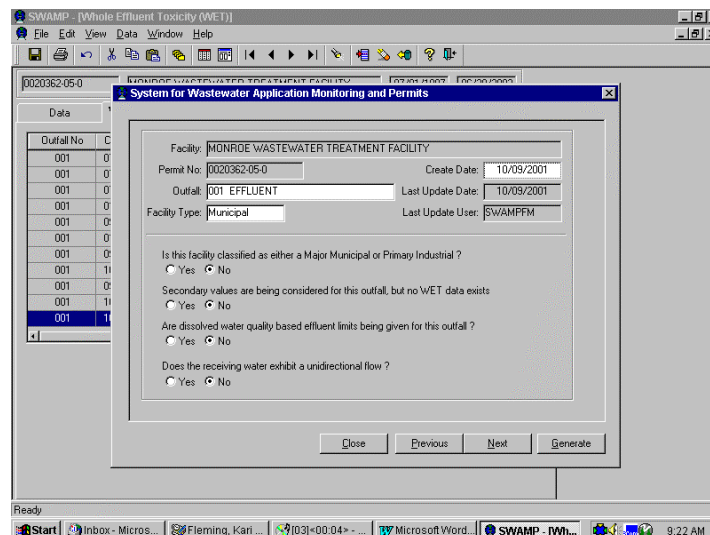 SWAMP - [Whole Effluent Toxicity (WET)]
File Edit View Data Window Help
0020362-05-0 MONROE WASTEWATER TREATMENT FACILITY 07/01/1997
System for Wastewater Application Monitoring and Permits
Data
Outfall No
Facility: MONROE WASTEWATER TREATMENT FACILITY
001
Permit No: 0020362-05-0 Create Date: 10/09/2001
001
Outfall: 001 EFFLUENT Last Update Date: 10/09/2001
001
Facility Type: Municipal Last Update User: SWAMPFM
001
001
001
Is this facility classified as either a Major Municipal or Primary Industrial ?
001
Yes No
001
Secondary values are being considered for this outfall, but no WET data exists
001
Yes No
001
Are dissolved water quality based effluent limits being given for this outfall ?
001
Yes No
Does the receiving water exhibit a unidirectional flow ?
Yes No
Close Previous Next Generate
Ready
Start Inbox - Micros... Fleming, Kari ... [03]<00:04> - ... Microsoft Word... SWAMP - [Wh... 9:22 AM